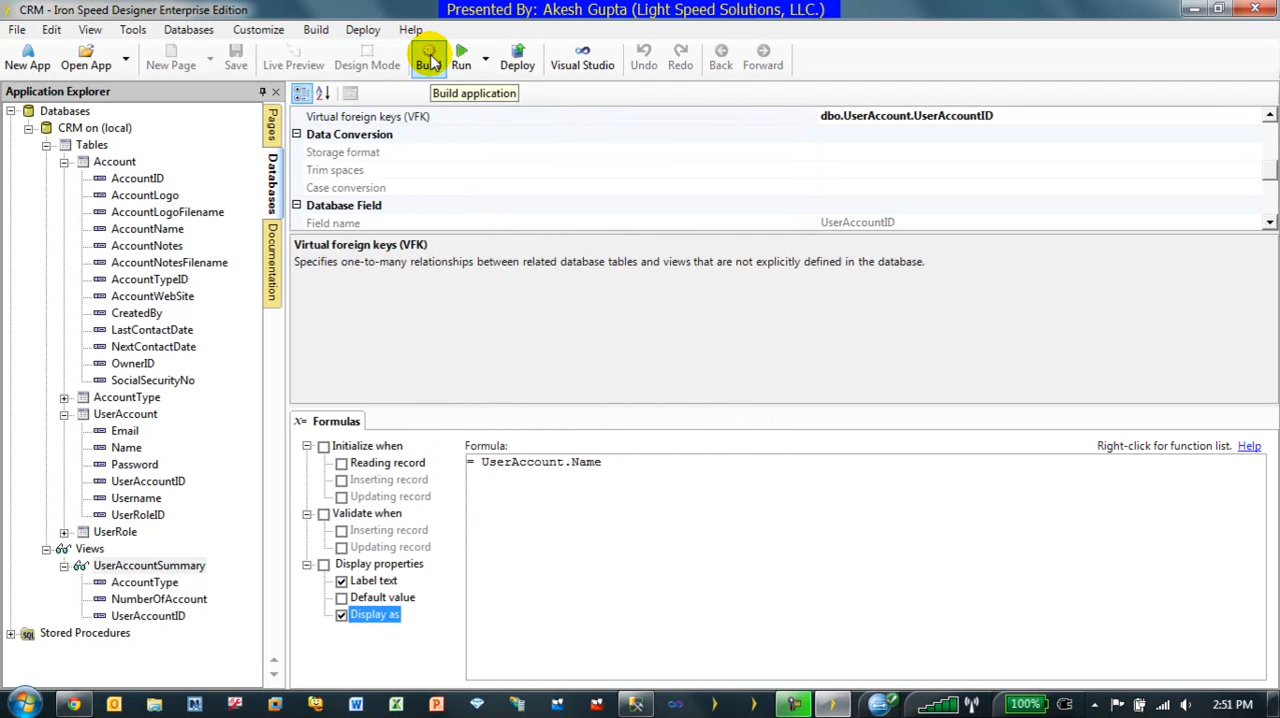 CRM - Iron Speed Designer Enterprise Edition
Presented By: Akesh Gupta (Light Speed Solutions, LLC.)
File Edit View Tools Databases Customize Build Deploy Help
New App Open App New Page Save Live Preview Design Mode Build Run Deploy Visual Studio Undo Redo Back Forward
Build application
Application Explorer
Databases
CRM on (local)
Tables
Account
AccountID
AccountLogo
AccountLogoFilename
AccountName
AccountNotes
AccountNotesFilename
AccountTypeID
AccountWebSite
CreatedBy
LastContactDate
NextContactDate
OwnerID
SocialSecurityNo
AccountType
UserAccount
Email
Name
Password
UserAccountID
Username
UserRoleID
UserRole
Views
UserAccountSummary
AccountType
NumberOfAccount
UserAccountID
Stored Procedures
Pages
Databases
Documentation
Virtual foreign keys (VFK) dbo.UserAccount.UserAccountID
Data Conversion
Storage format
Trim spaces
Case conversion
Database Field
Field name UserAccountID
Virtual foreign keys (VFK)
Specifies one-to-many relationships between related database tables and views that are not explicitly defined in the database.
X= Formulas
Initialize when
Reading record
Inserting record
Updating record
Validate when
Inserting record
Updating record
Display properties
Label text
Default value
Display as
Formula: Right-click for function list. Help
= UserAccount.Name
100% 2:51 PM